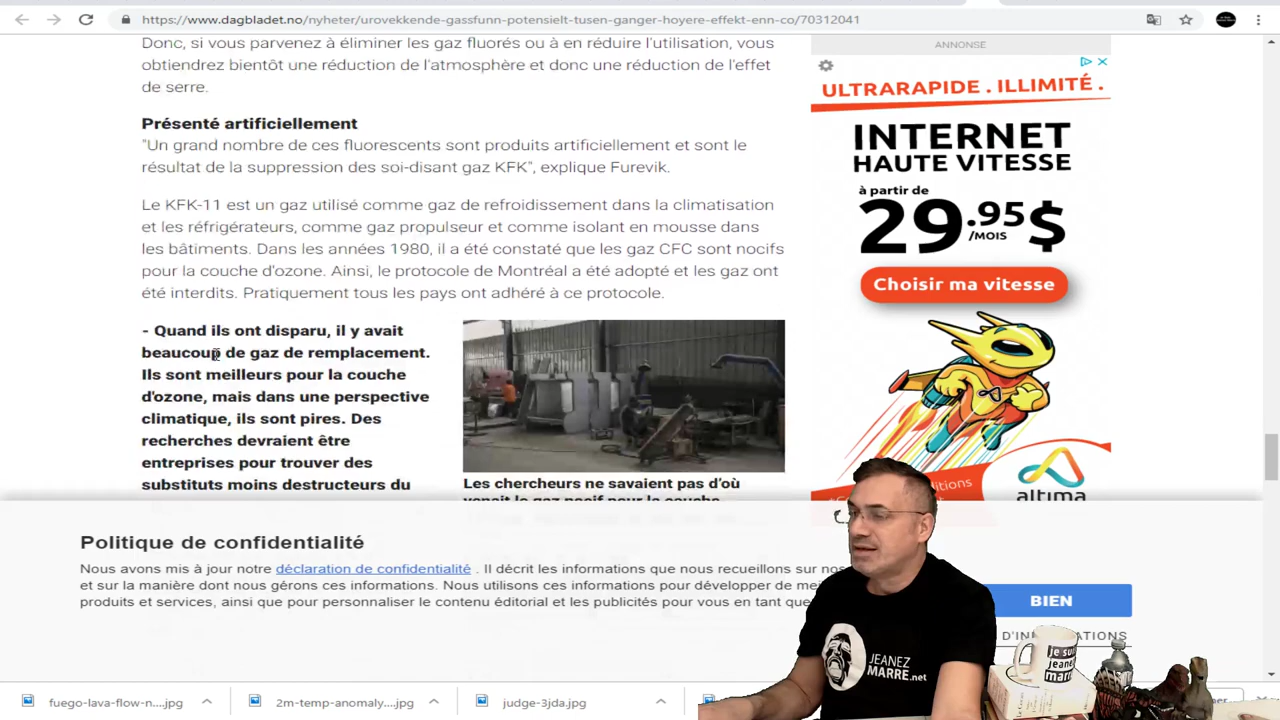 https://www.dagbladet.no/nyheter/urovekkende-gassfunn-potensielt-tusen-ganger-hoyere-effekt-enn-co/70312041
Donc, si vous parvenez à éliminer les gaz fluorés ou à en réduire l'utilisation, vous
obtiendrez bientôt une réduction de l'atmosphère et donc une réduction de l'effet
de serre.
Présenté artificiellement
"Un grand nombre de ces fluorescents sont produits artificiellement et sont le
résultat de la suppression des soi-disant gaz KFK", explique Furevik.
Le KFK-11 est un gaz utilisé comme gaz de refroidissement dans la climatisation
et les réfrigérateurs, comme gaz propulseur et comme isolant en mousse dans
les bâtiments. Dans les années 1980, il a été constaté que les gaz CFC sont nocifs
pour la couche d'ozone. Ainsi, le protocole de Montréal a été adopté et les gaz ont
été interdits. Pratiquement tous les pays ont adhéré à ce protocole.
- Quand ils ont disparu, il y avait
beaucoup de gaz de remplacement.
Ils sont meilleurs pour la couche
d'ozone, mais dans une perspective
climatique, ils sont pires. Des
recherches devraient être
entreprises pour trouver des
substituts moins destructeurs du
Les chercheurs ne savaient pas d'où
venait le gaz nocif pour la couche
ANNONSE
ULTRARAPIDE . ILLIMITÉ .
INTERNET
HAUTE VITESSE
à partir de
29.95$
/MOIS
Choisir ma vitesse
altima
Politique de confidentialité
Nous avons mis à jour notre déclaration de confidentialité . Il décrit les informations que nous recueillons sur
et sur la manière dont nous gérons ces informations. Nous utilisons ces informations pour développer de
produits et services, ainsi que pour personnaliser le contenu éditorial et les publicités pour vous en tant
BIEN
JEANEZ
MARRE.net
je suis
jeanez
marre
fuego-lava-flow-n....jpg
2m-temp-anomaly....jpg
judge-3jda.jpg